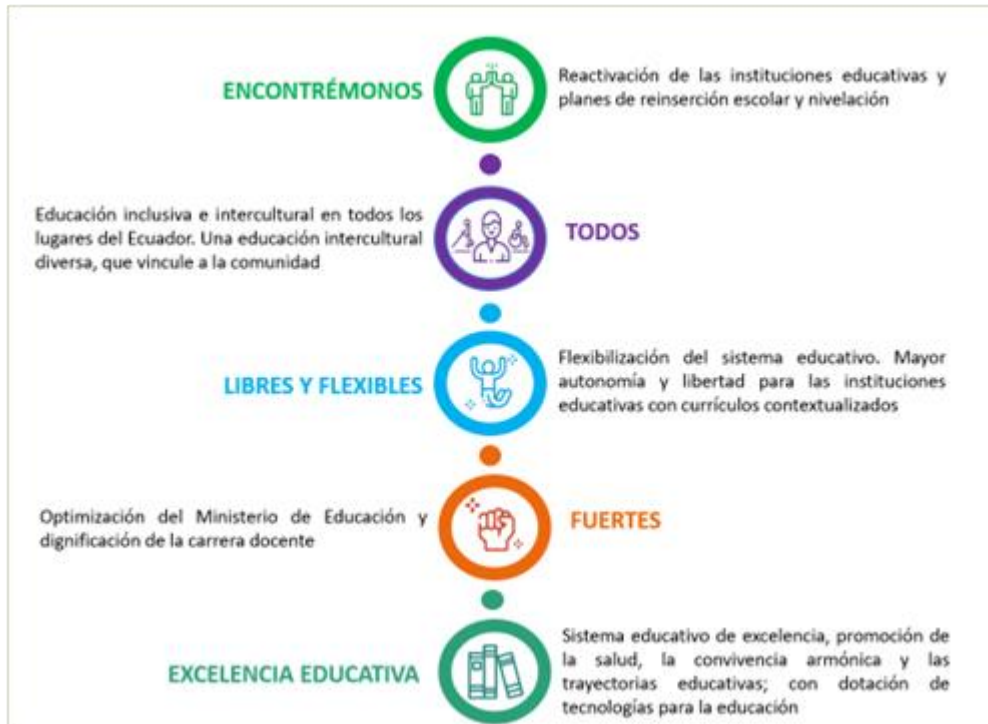 ENCONTRÉMONOS
Reactivación de las instituciones educativas y
planes de reinserción escolar y nivelación
Educación inclusiva e intercultural en todos los
lugares del Ecuador. Una educación intercultural
diversa, que vincule a la comunidad
TODOS
LIBRES Y FLEXIBLES
Flexibilización del sistema educativo. Mayor
autonomía y libertad para las instituciones
educativas con currículos contextualizados
Optimización del Ministerio de Educación y
dignificación de la carrera docente
FUERTES
EXCELENCIA EDUCATIVA
Sistema educativo de excelencia, promoción de
la salud, la convivencia armónica y las
trayectorias educativas; con dotación de
tecnologías para la educación